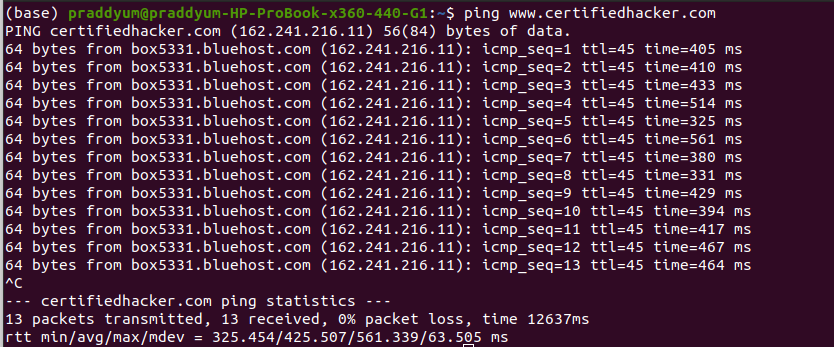 (base) praddyum@praddyum-HP-ProBook-x360-440-G1:~$ ping www.certifiedhacker.com
PING certifiedhacker.com (162.241.216.11) 56(84) bytes of data.
64 bytes from box5331.bluehost.com (162.241.216.11): icmp_seq=1 ttl=45 time=405 ms
64 bytes from box5331.bluehost.com (162.241.216.11): icmp_seq=2 ttl=45 time=410 ms
64 bytes from box5331.bluehost.com (162.241.216.11): icmp_seq=3 ttl=45 time=433 ms
64 bytes from box5331.bluehost.com (162.241.216.11): icmp_seq=4 ttl=45 time=514 ms
64 bytes from box5331.bluehost.com (162.241.216.11): icmp_seq=5 ttl=45 time=325 ms
64 bytes from box5331.bluehost.com (162.241.216.11): icmp_seq=6 ttl=45 time=561 ms
64 bytes from box5331.bluehost.com (162.241.216.11): icmp_seq=7 ttl=45 time=380 ms
64 bytes from box5331.bluehost.com (162.241.216.11): icmp_seq=8 ttl=45 time=331 ms
64 bytes from box5331.bluehost.com (162.241.216.11): icmp_seq=9 ttl=45 time=429 ms
64 bytes from box5331.bluehost.com (162.241.216.11): icmp_seq=10 ttl=45 time=394 ms
64 bytes from box5331.bluehost.com (162.241.216.11): icmp_seq=11 ttl=45 time=417 ms
64 bytes from box5331.bluehost.com (162.241.216.11): icmp_seq=12 ttl=45 time=467 ms
64 bytes from box5331.bluehost.com (162.241.216.11): icmp_seq=13 ttl=45 time=464 ms
^C
--- certifiedhacker.com ping statistics ---
13 packets transmitted, 13 received, 0% packet loss, time 12637ms
rtt min/avg/max/mdev = 325.454/425.507/561.339/63.505 ms